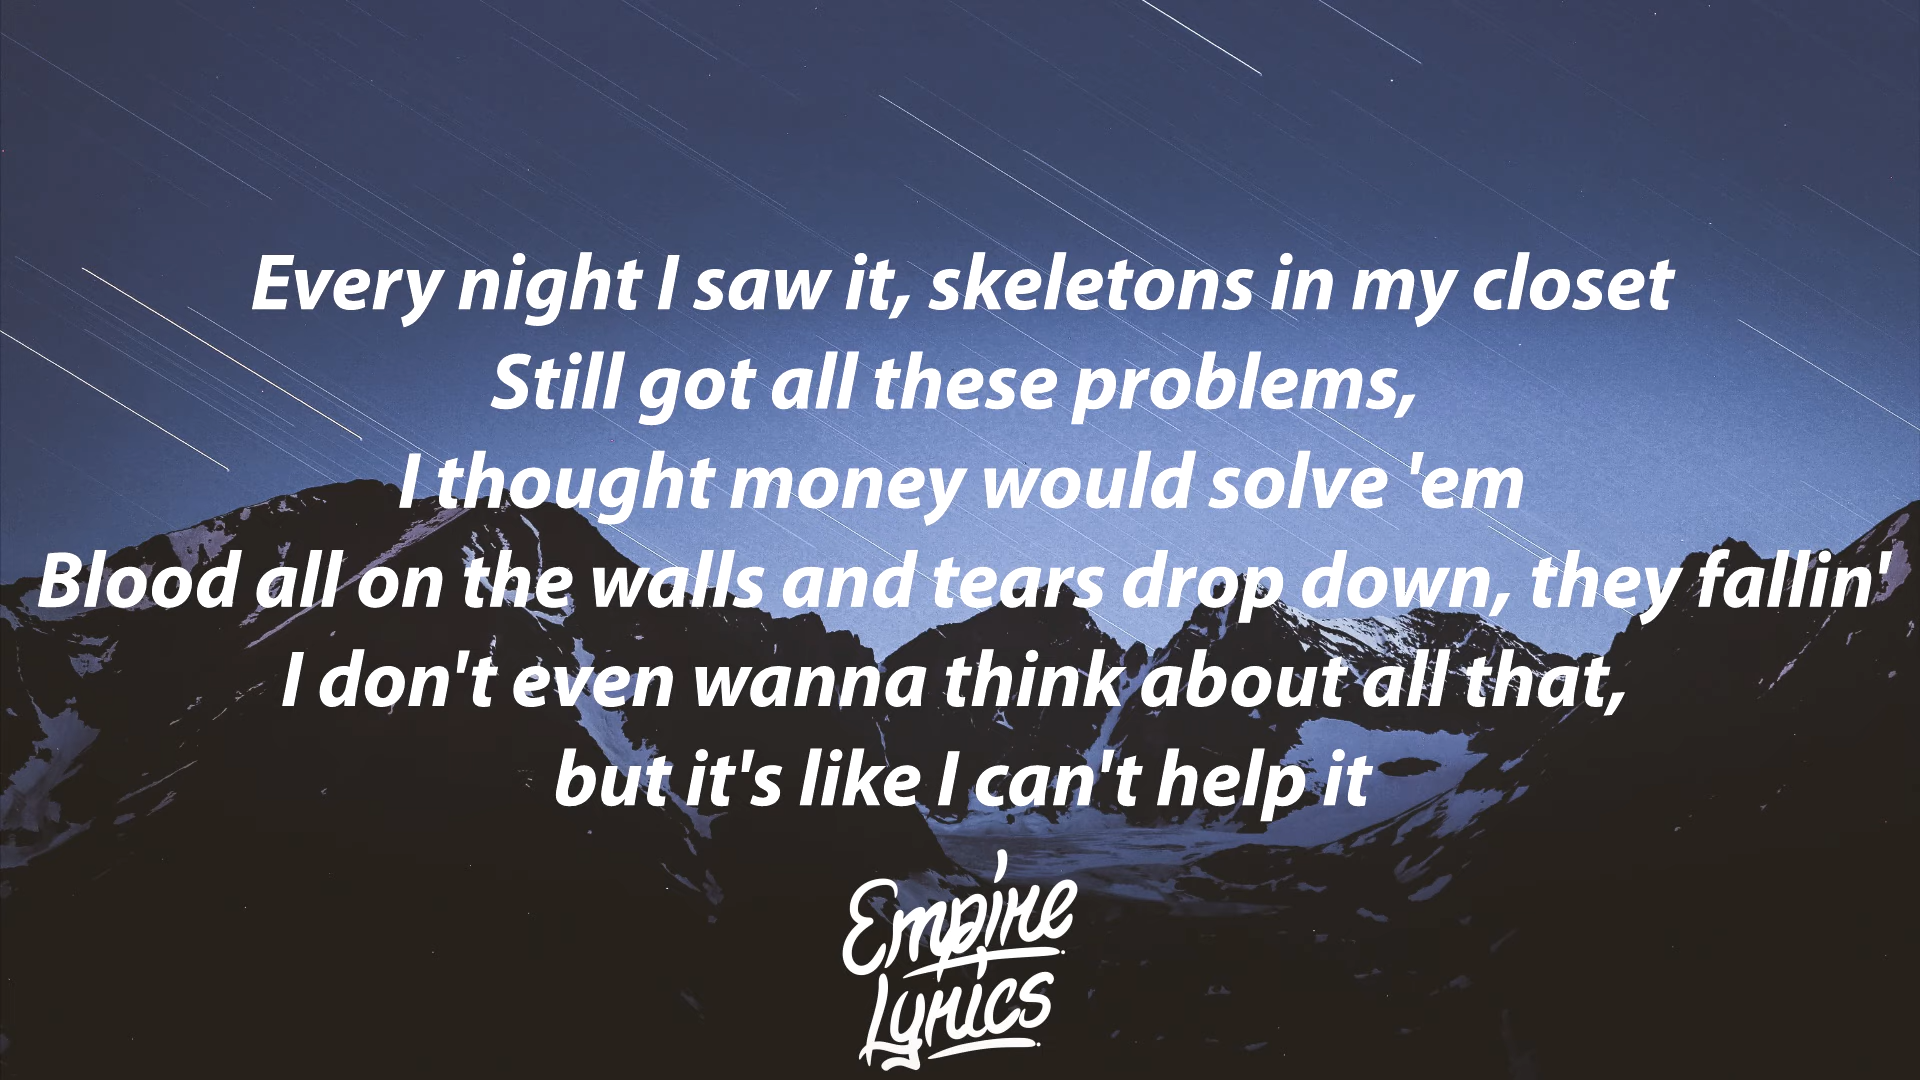 Every night I saw it, skeletons in my closet
Still got all these problems,
I thought money would solve 'em
Blood all on the walls and tears drop down, they fallin'
I don't even wanna think about all that,
but it's like I can't help it
Empire
Lyrics